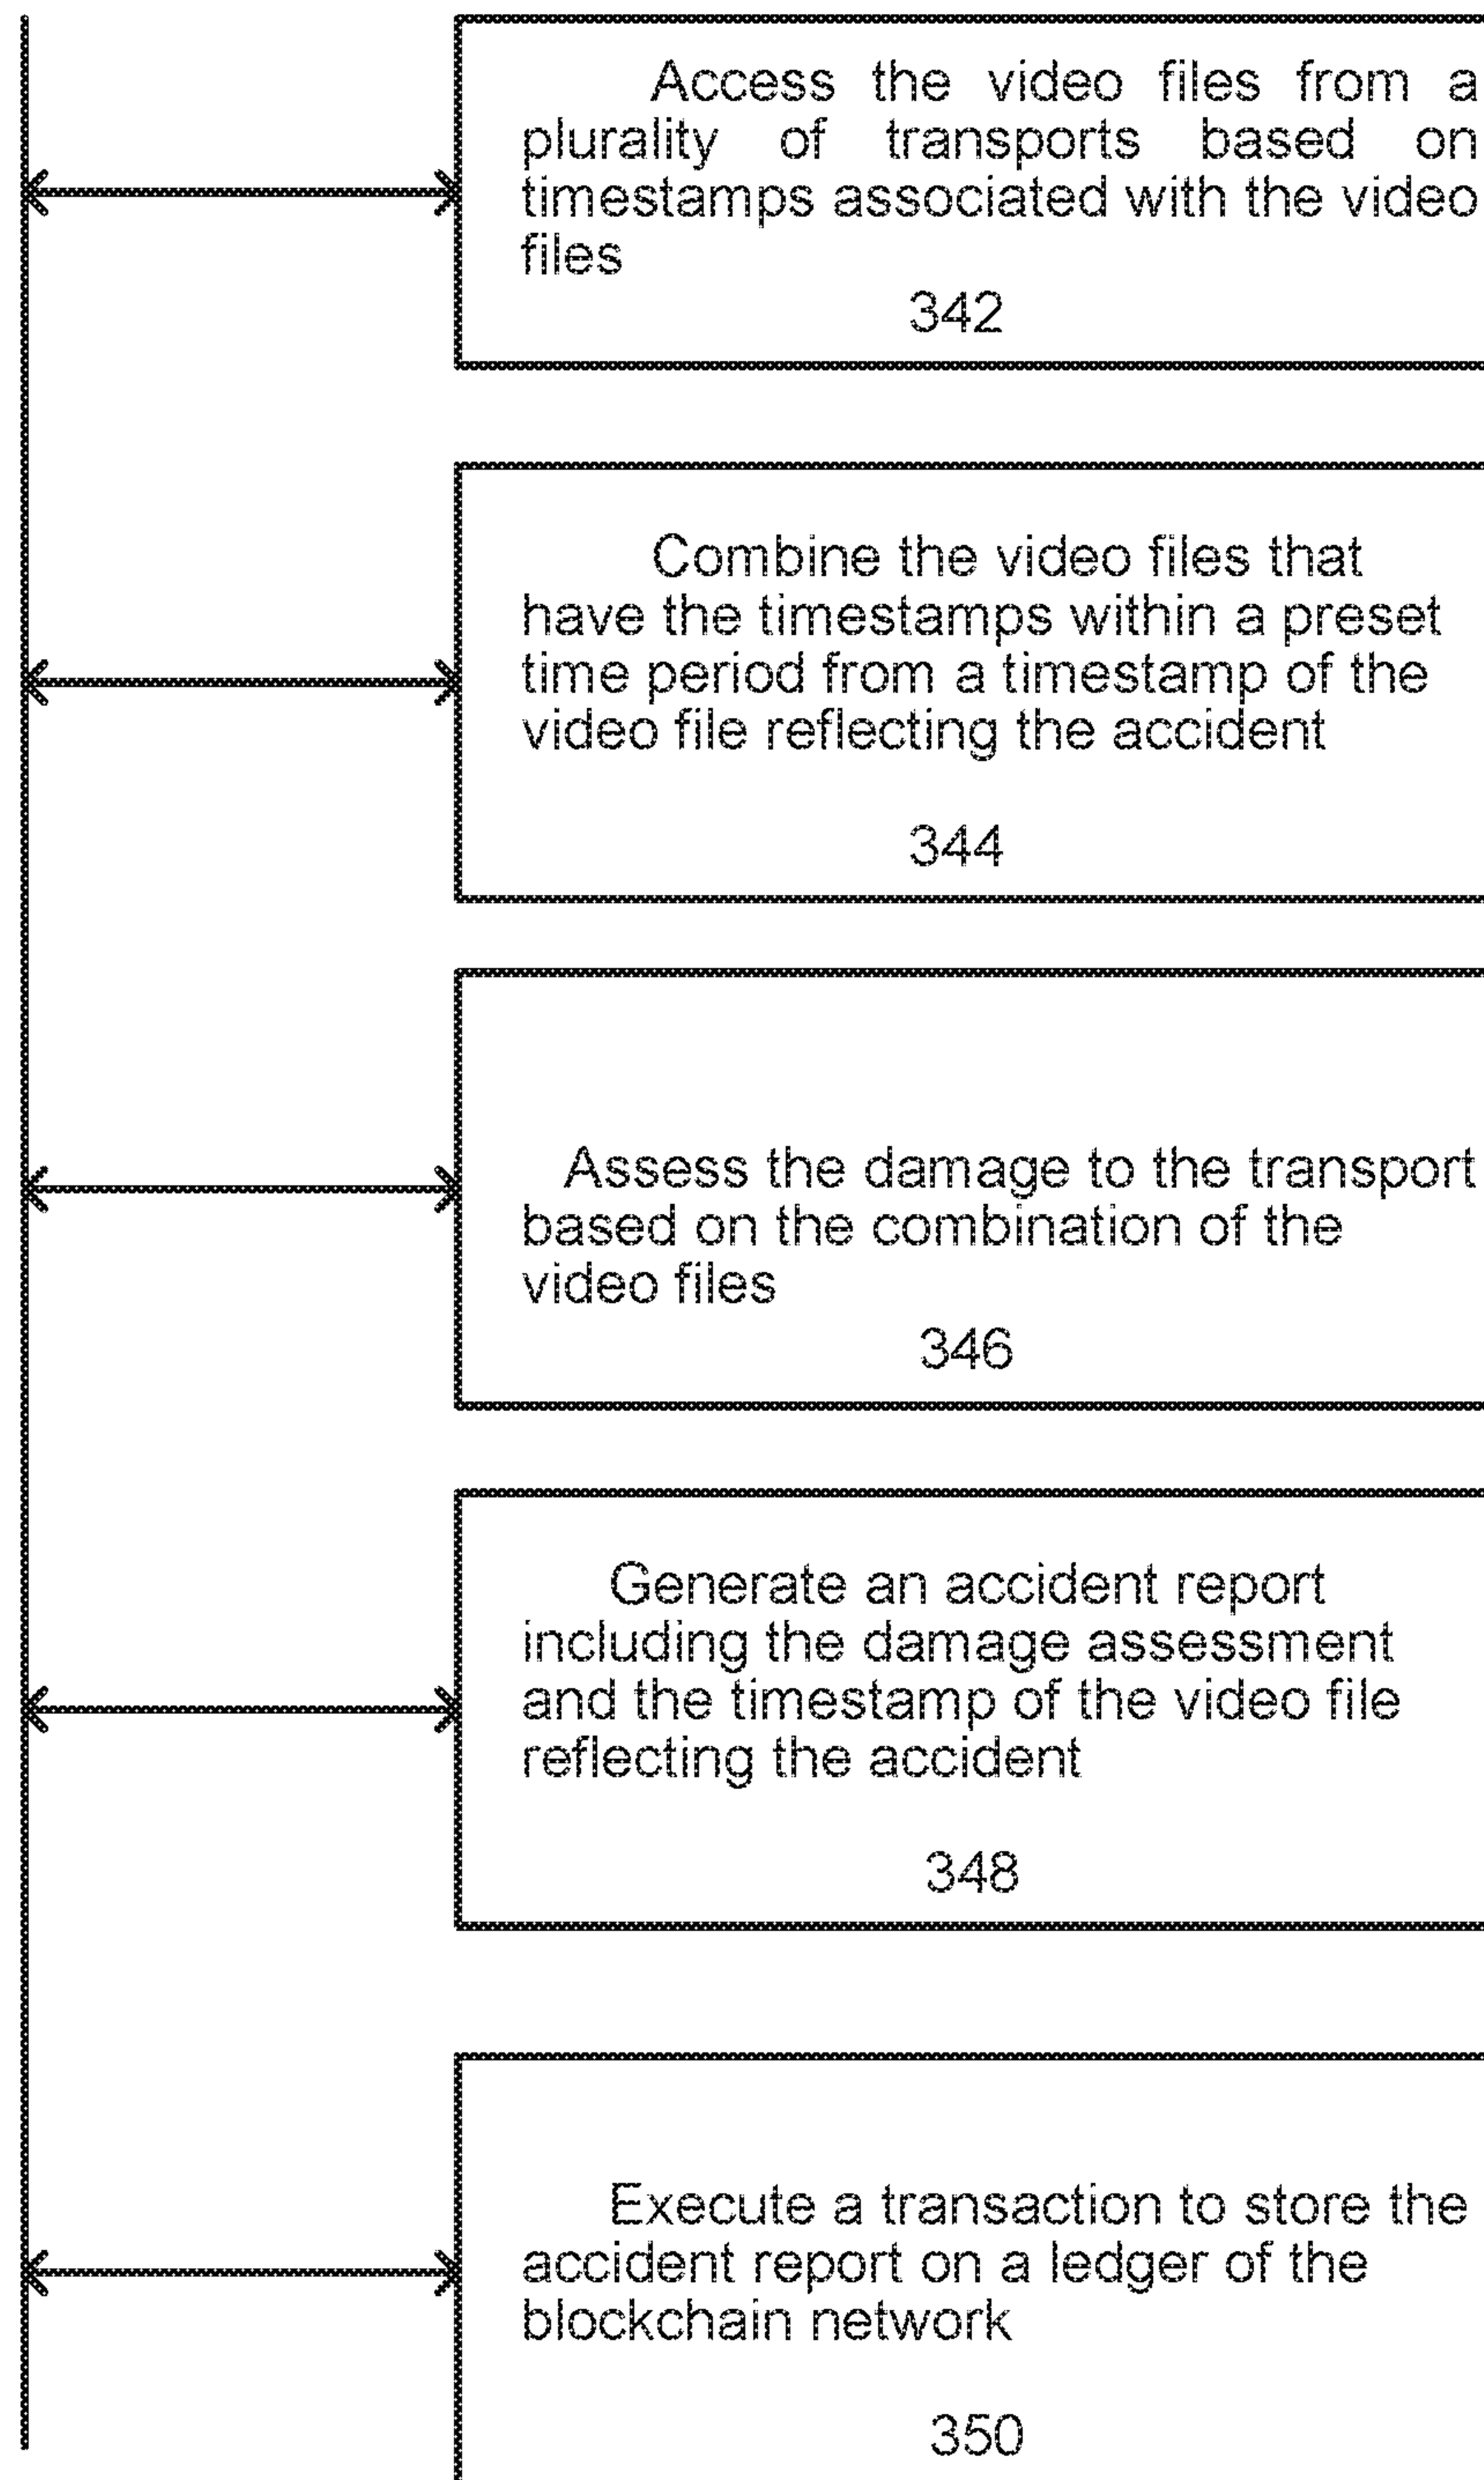 Access the video files from a
plurality of transports based on
timestamps associated with the video
files
342
Combine the video files that
have the timestamps within a preset
time period from a timestamp of the
video file reflecting the accident
344
Assess the damage to the transport
based on the combination of the
video files
346
Generate an accident report
including the damage assessment
and the timestamp of the video file
reflecting the accident
348
Execute a transaction to store the
accident report on a ledger of the
blockchain network
350